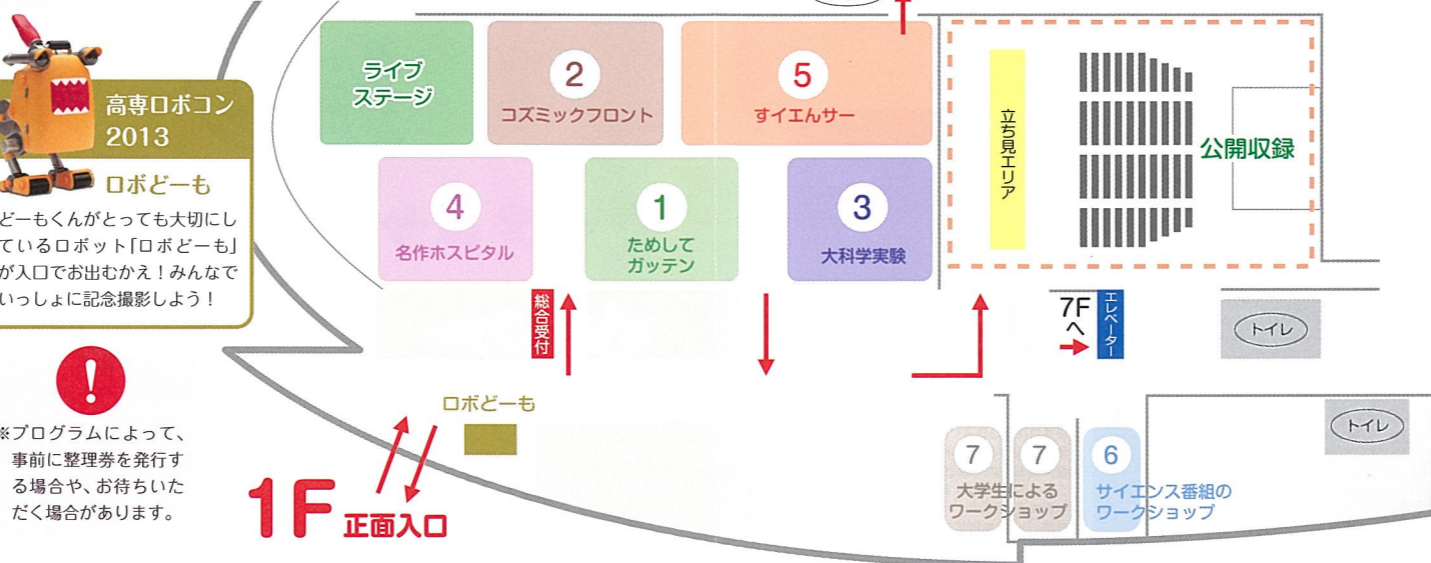 高専ロボコン
2013
ロボどーも
どーもくんがとっても大切にし
ているロボット「ロボどーも」
が入口でお出むかえ！みんなで
いっしょに記念撮影しよう！
※プログラムによって、
事前に整理券を発行す
る場合や、お待ちいた
だく場合があります。
ライブ
ステージ
2
コズミックフロント
5
すイエんサー
4
名作ホスピタル
1
ためして
ガッテン
3
大科学実験
立ち見エリア
公開収録
総合受付
7F
へ
エレベーター
トイレ
ロボどーも
トイレ
1F 正面入口
7
7
大学生による
ワークショップ
6
サイエンス番組の
ワークショップ